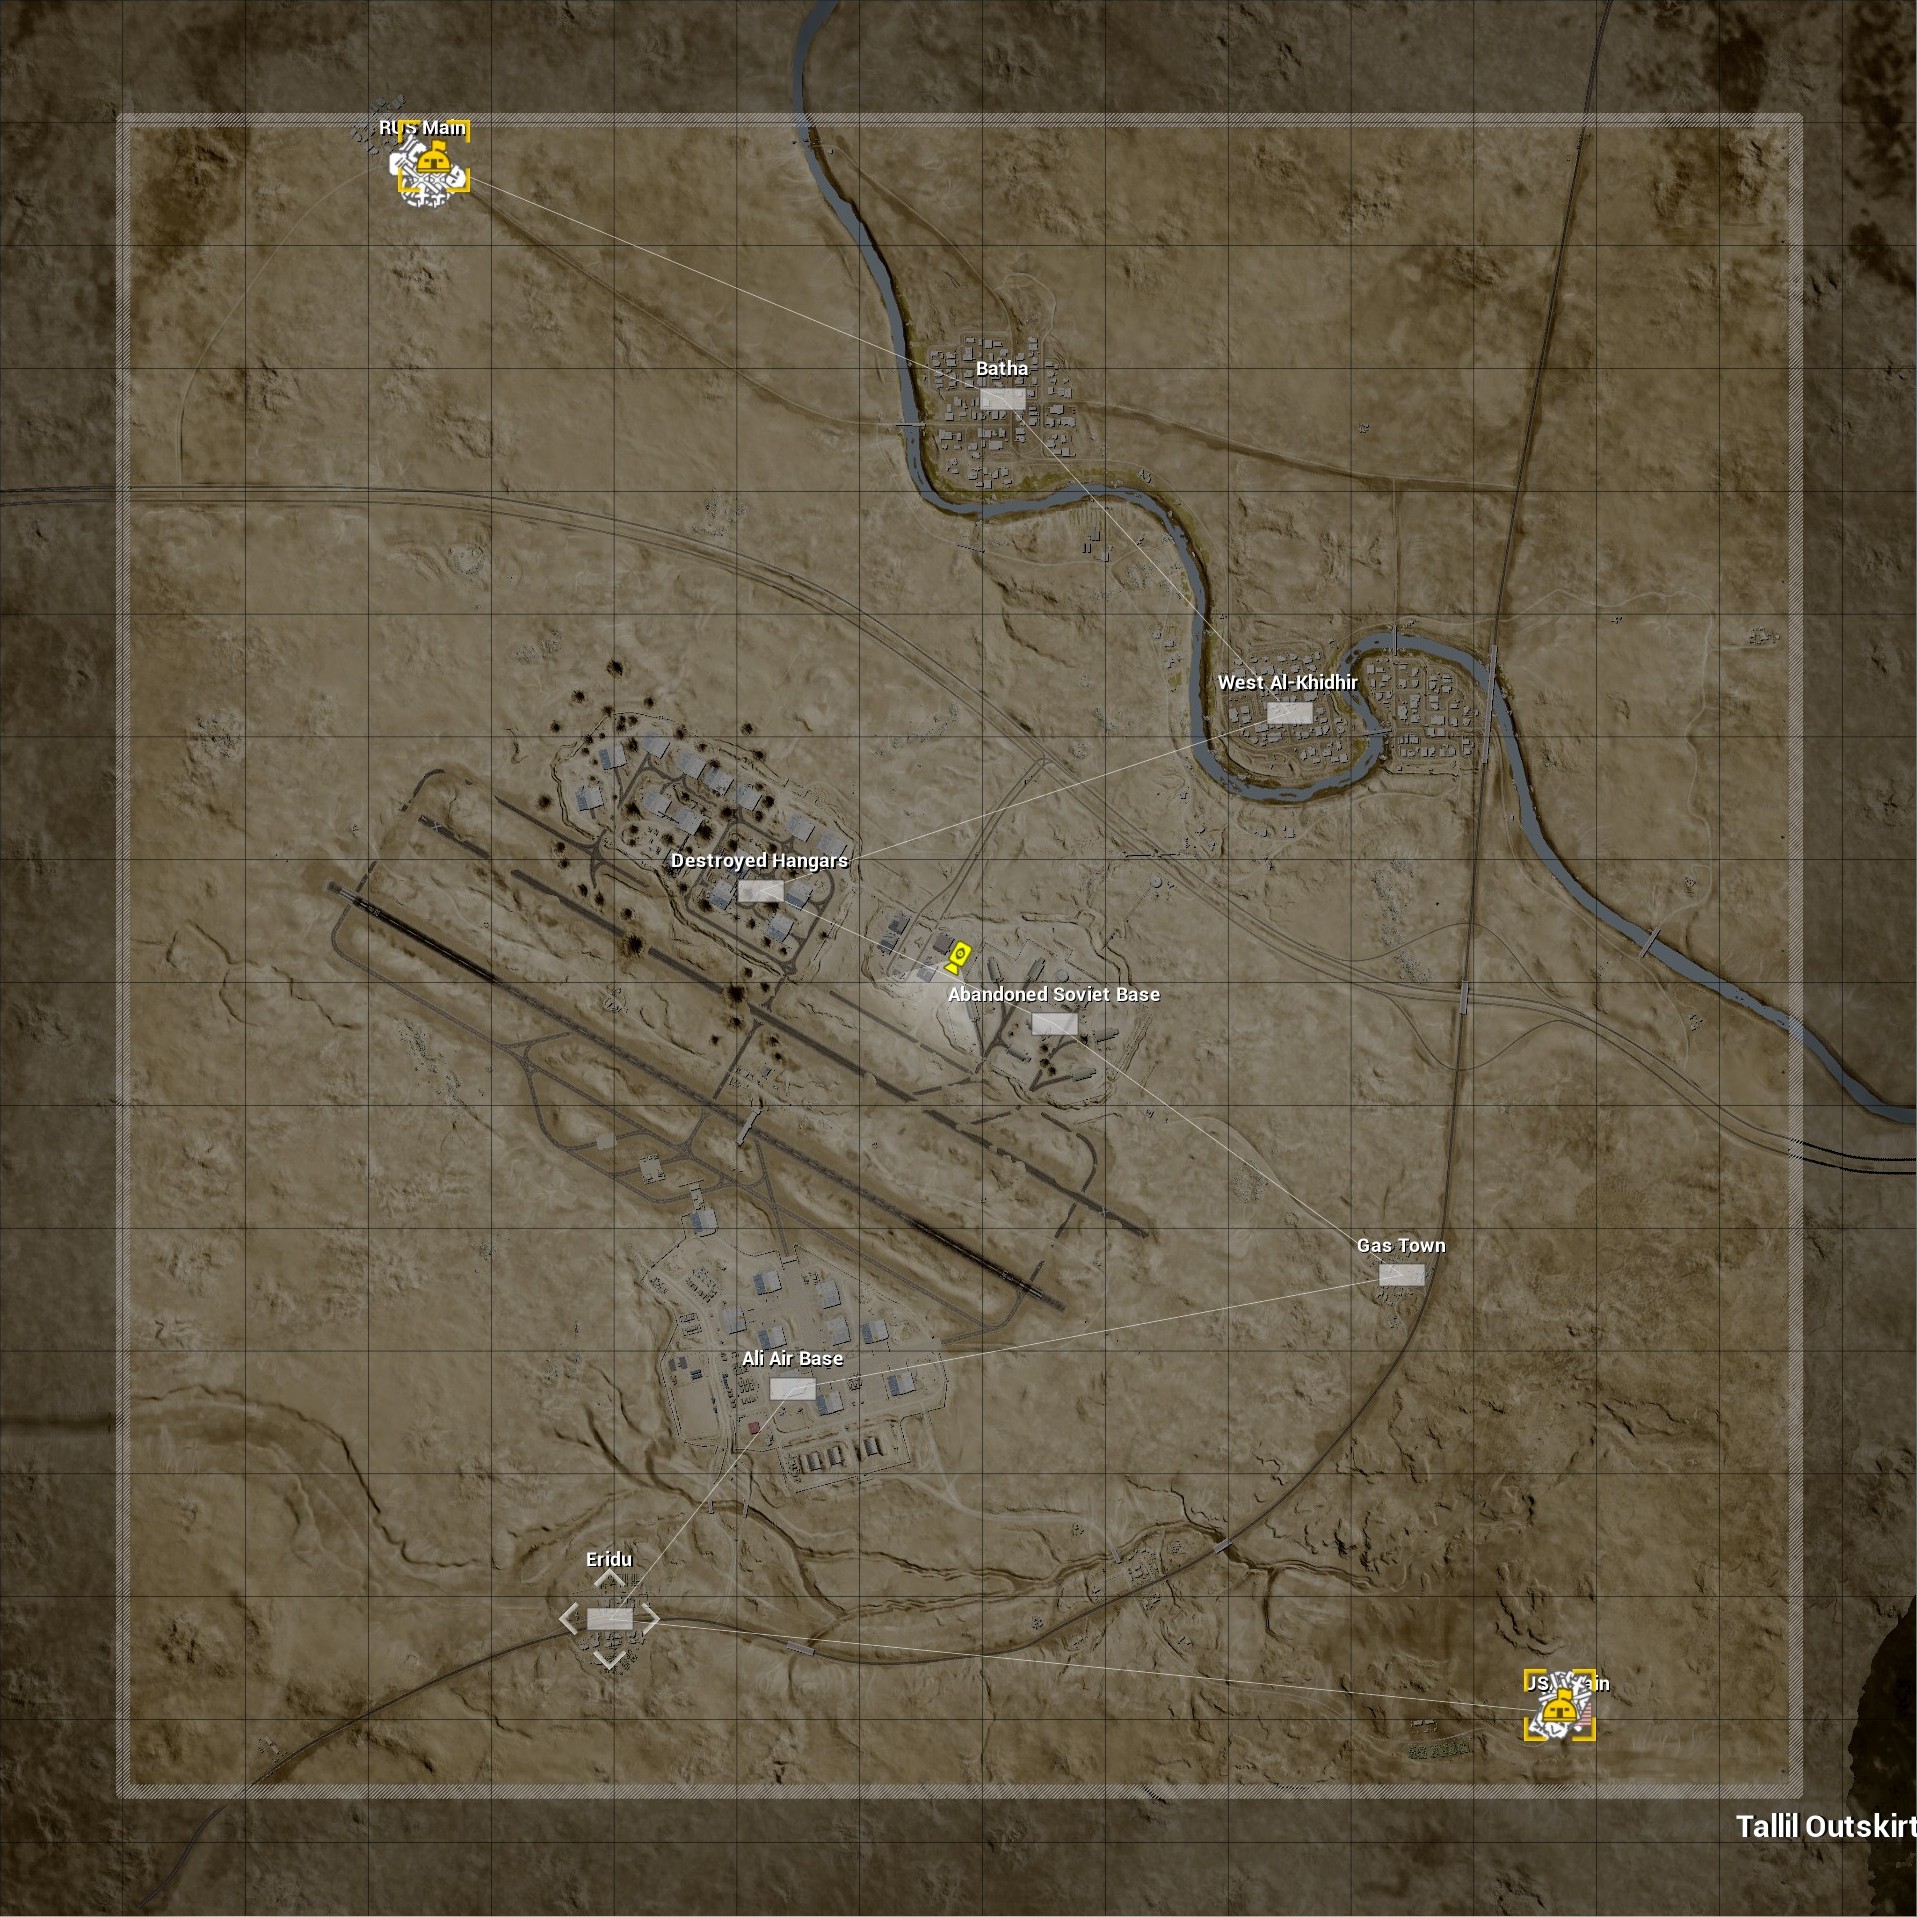 RUS Main
Batha
West Al-Khidhir
Destroyed Hangars
Abandoned Soviet Base
Gas Town
Ali Air Base
Eridu
Tallil Outskirt